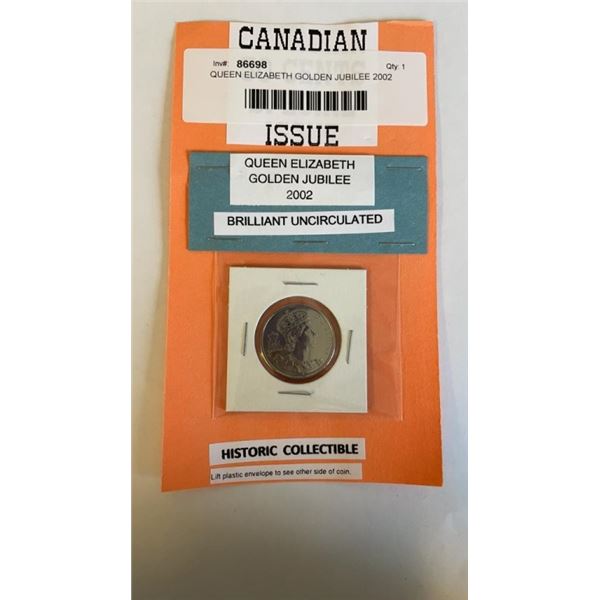 CANADIAN
Inv#: 86698 Qty: 1
QUEEN ELIZABETH GOLDEN JUBILEE 2002
ISSUE
QUEEN ELIZABETH
GOLDEN JUBILEE
2002
BRILLIANT UNCIRCULATED
HISTORIC COLLECTIBLE
Lift plastic envelope to see other side of coin.